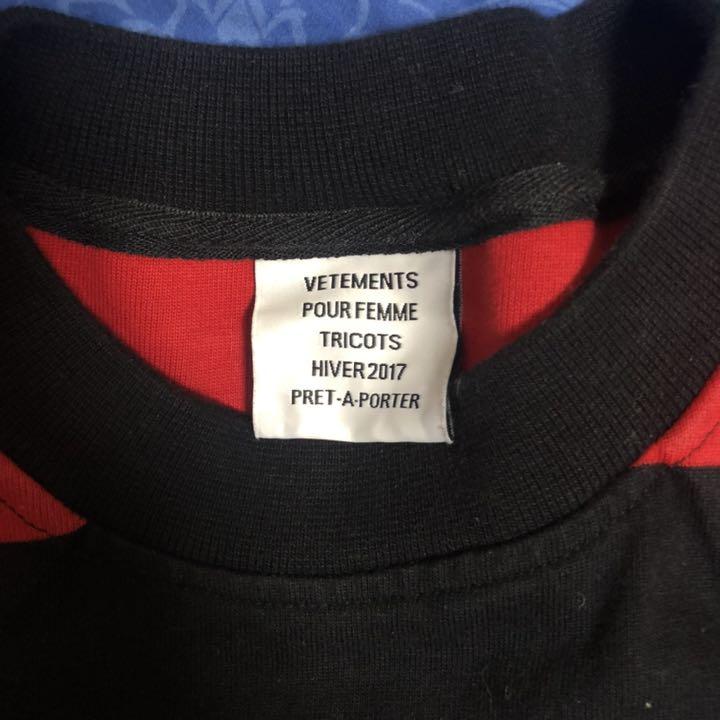 VETEMENTS
POUR FEMME
TRICOTS
HIVER 2017
PRET-A-PORTER